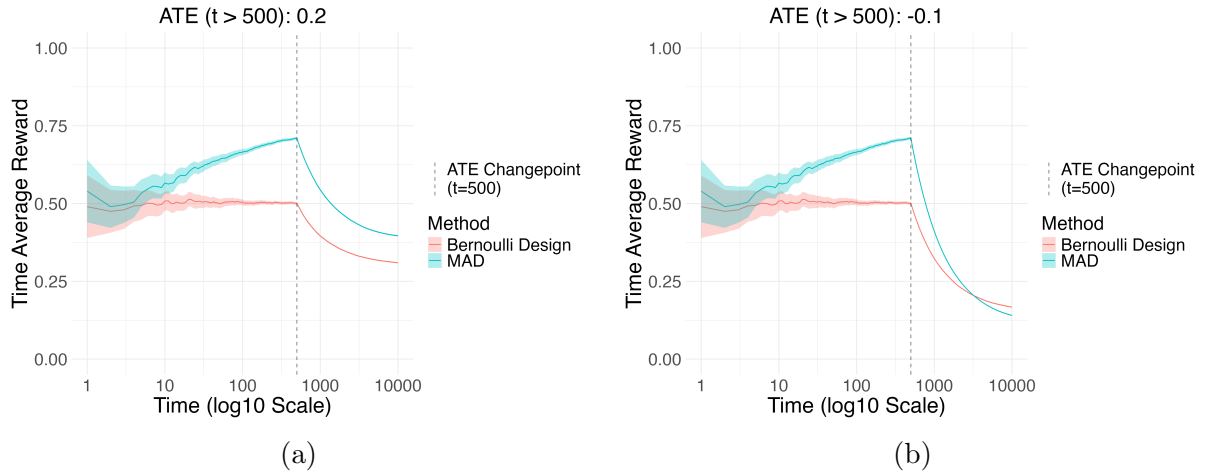 ATE (t > 500): 0.2
Time Average Reward
1.00
0.75
0.50
0.25
0.00
1 10 100 1000 10000
Time (log10 Scale)
ATE Changepoint
(t=500)
Method
Bernoulli Design
MAD
(a)
ATE (t > 500): -0.1
Time Average Reward
1.00
0.75
0.50
0.25
0.00
1 10 100 1000 10000
Time (log10 Scale)
ATE Changepoint
(t=500)
Method
Bernoulli Design
MAD
(b)